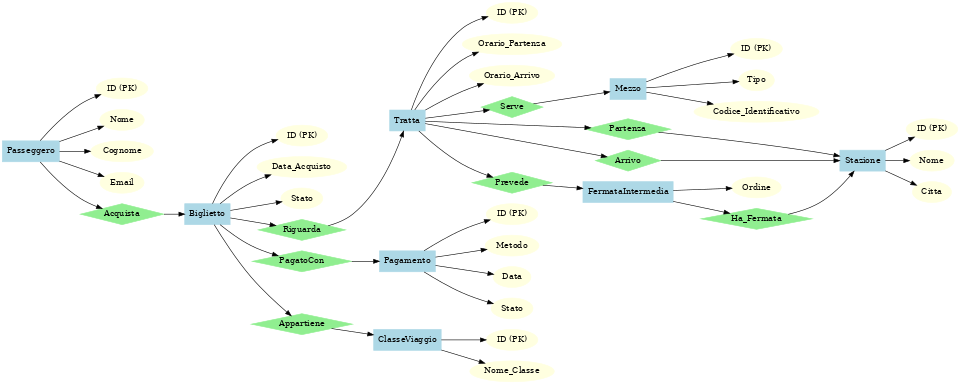 Passeggero
ID (PK)
Nome
Cognome
Email
Acquista
Biglietto
ID (PK)
Data_Acquisto
Stato
Riguarda
PagatoCon
Appartiene
Tratta
ID (PK)
Orario_Partenza
Orario_Arrivo
Serve
Partenza
Arrivo
Prevede
Mezzo
ID (PK)
Tipo
Codice_Identificativo
FermataIntermedia
Ordine
Ha_Fermata
Stazione
ID (PK)
Nome
Citta
Pagamento
ID (PK)
Metodo
Data
Stato
ClasseViaggio
ID (PK)
Nome_Classe